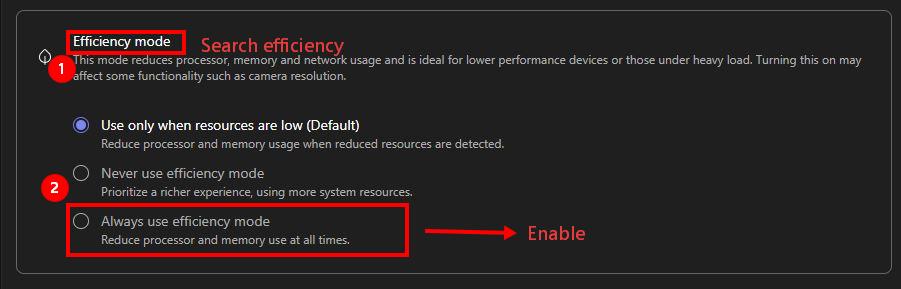 Efficiency mode
Search efficiency
1
This mode reduces processor, memory and network usage and is ideal for lower performance devices or those under heavy load. Turning this on may
affect some functionality such as camera resolution.
Use only when resources are low (Default)
Reduce processor and memory usage when reduced resources are detected.
Never use efficiency mode
2
Prioritize a richer experience, using more system resources.
Always use efficiency mode
Reduce processor and memory use at all times.
Enable